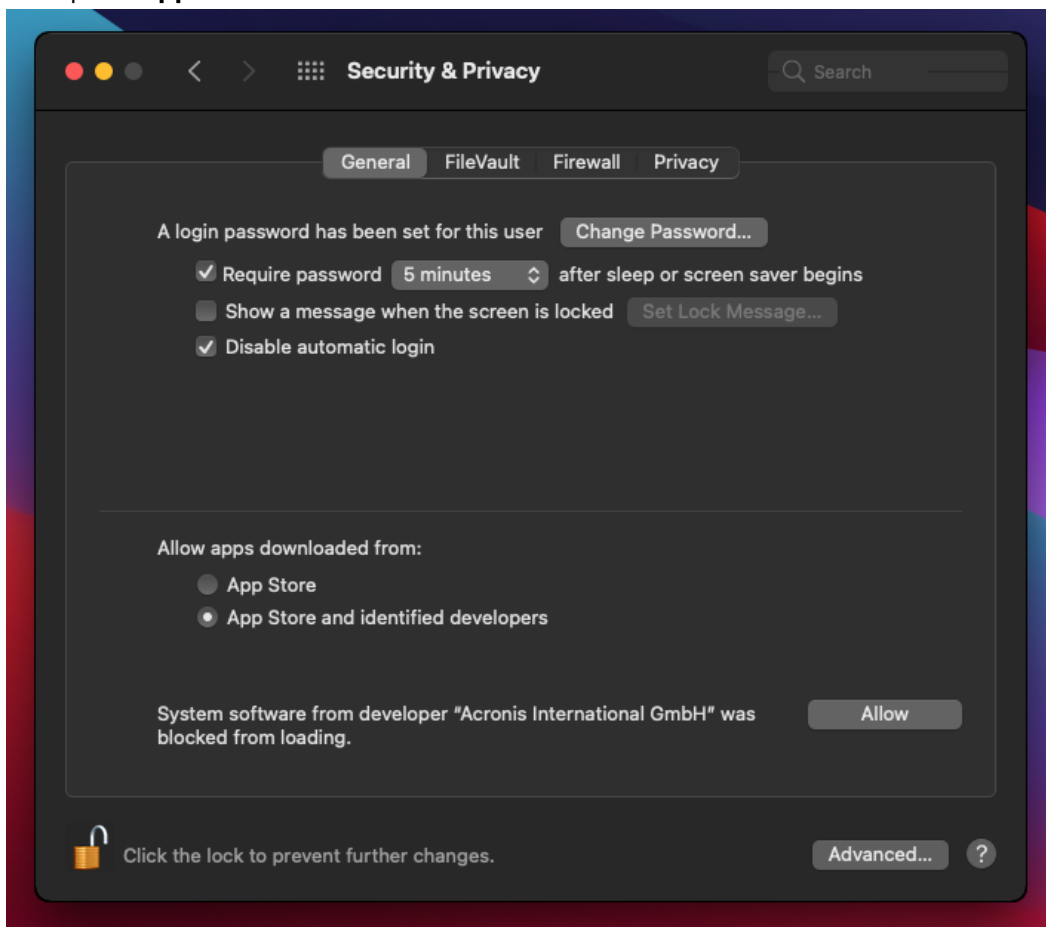 Security & Privacy
Search
General FileVault Firewall Privacy
A login password has been set for this user Change Password...
Require password 5 minutes after sleep or screen saver begins
Show a message when the screen is locked Set Lock Message...
Disable automatic login
Allow apps downloaded from:
App Store
App Store and identified developers
System software from developer “Acronis International GmbH” was Allow
blocked from loading.
Click the lock to prevent further changes. Advanced... ?